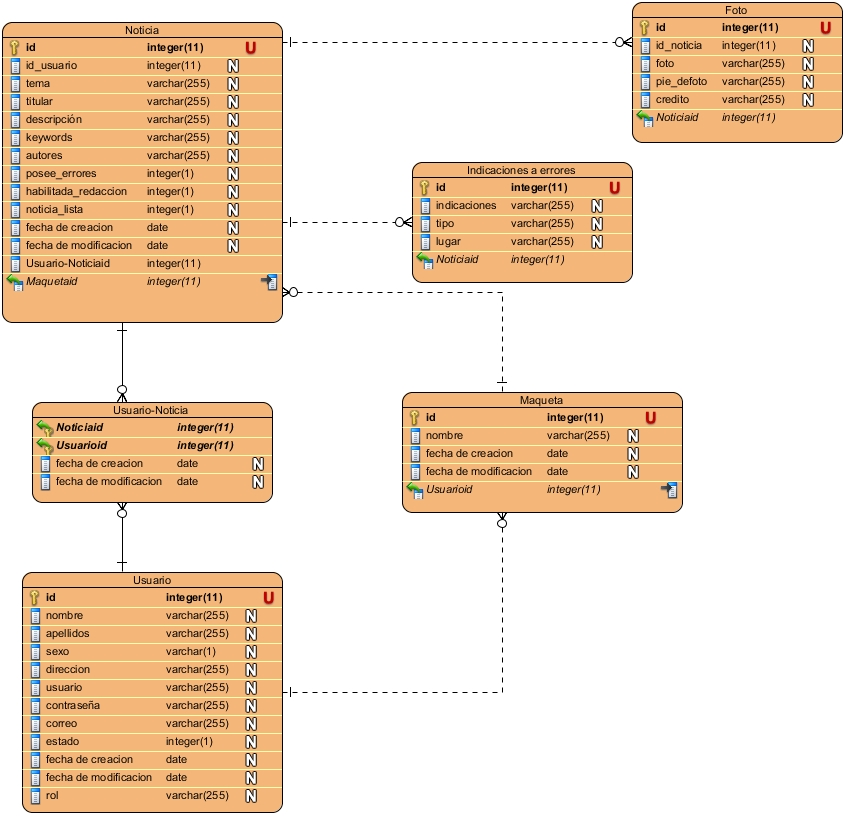 Noticia
id integer(11) U
id_usuario integer(11) N
tema varchar(255) N
titular varchar(255) N
descripción varchar(255) N
keywords varchar(255) N
autores varchar(255) N
posee_errores integer(1) N
habilitada_redaccion integer(1) N
noticia_lista integer(1) N
fecha de creacion date N
fecha de modificacion date N
Usuario-Noticiaid integer(11)
Maquetaid integer(11)
Foto
id integer(11) U
id_noticia integer(11) N
foto varchar(255) N
pie_defoto varchar(255) N
credito varchar(255) N
Noticiaid integer(11)
Indicaciones a errores
id integer(11) U
indicaciones varchar(255) N
tipo varchar(255) N
lugar varchar(255) N
Noticiaid integer(11)
Usuario-Noticia
Noticiaid integer(11)
Usuarioid integer(11)
fecha de creacion date N
fecha de modificacion date N
Maqueta
id integer(11) U
nombre varchar(255) N
fecha de creacion date N
fecha de modificacion date N
Usuarioid integer(11)
Usuario
id integer(11) U
nombre varchar(255) N
apellidos varchar(255) N
sexo varchar(1) N
direccion varchar(255) N
usuario varchar(255) N
contraseña varchar(255) N
correo varchar(255) N
estado integer(1) N
fecha de creacion date N
fecha de modificacion date N
rol varchar(255) N